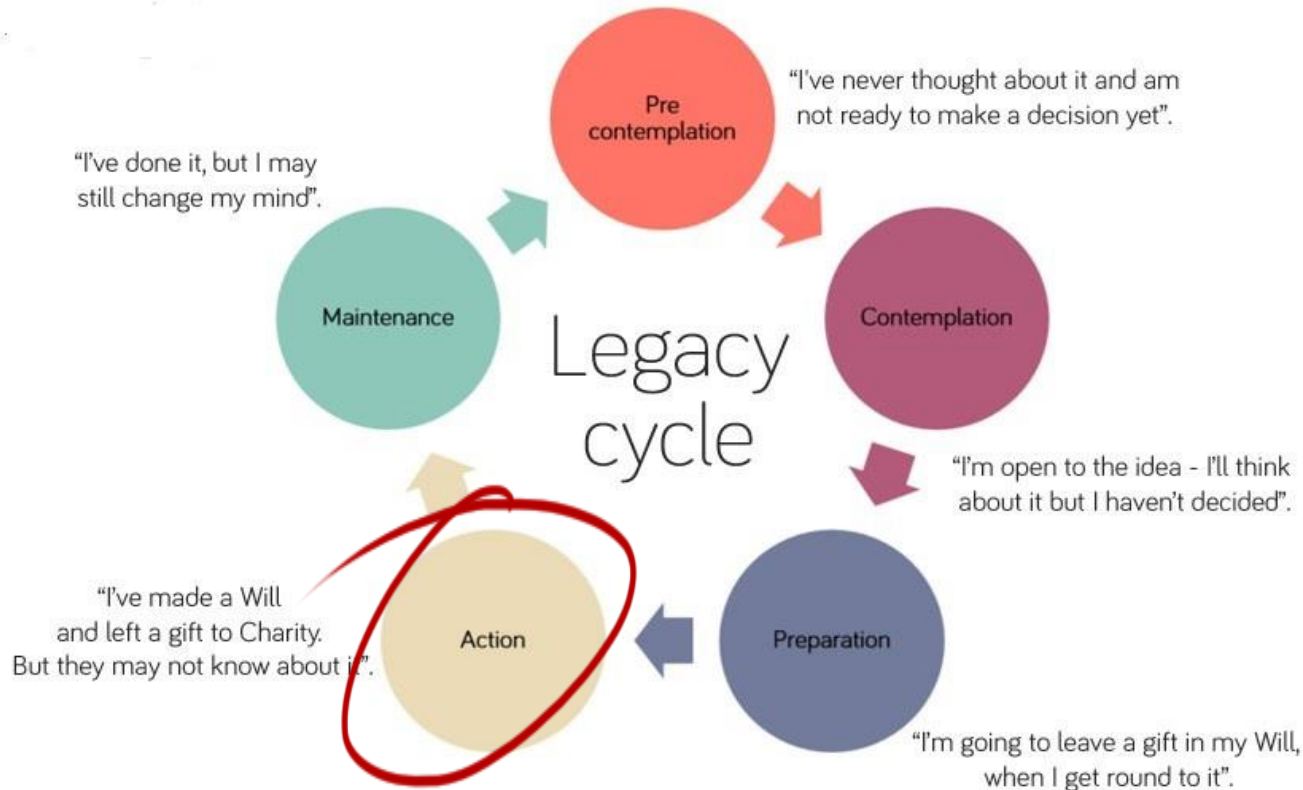 Pre
contemplation
“I've never thought about it and am
not ready to make a decision yet”.
Contemplation
“I’m open to the idea - I’ll think
about it but I haven’t decided”.
Preparation
“I’m going to leave a gift in my Will,
when I get round to it”.
Action
“I’ve made a Will
and left a gift to Charity.
But they may not know about it”.
Maintenance
“I’ve done it, but I may
still change my mind”.
Legacy
cycle